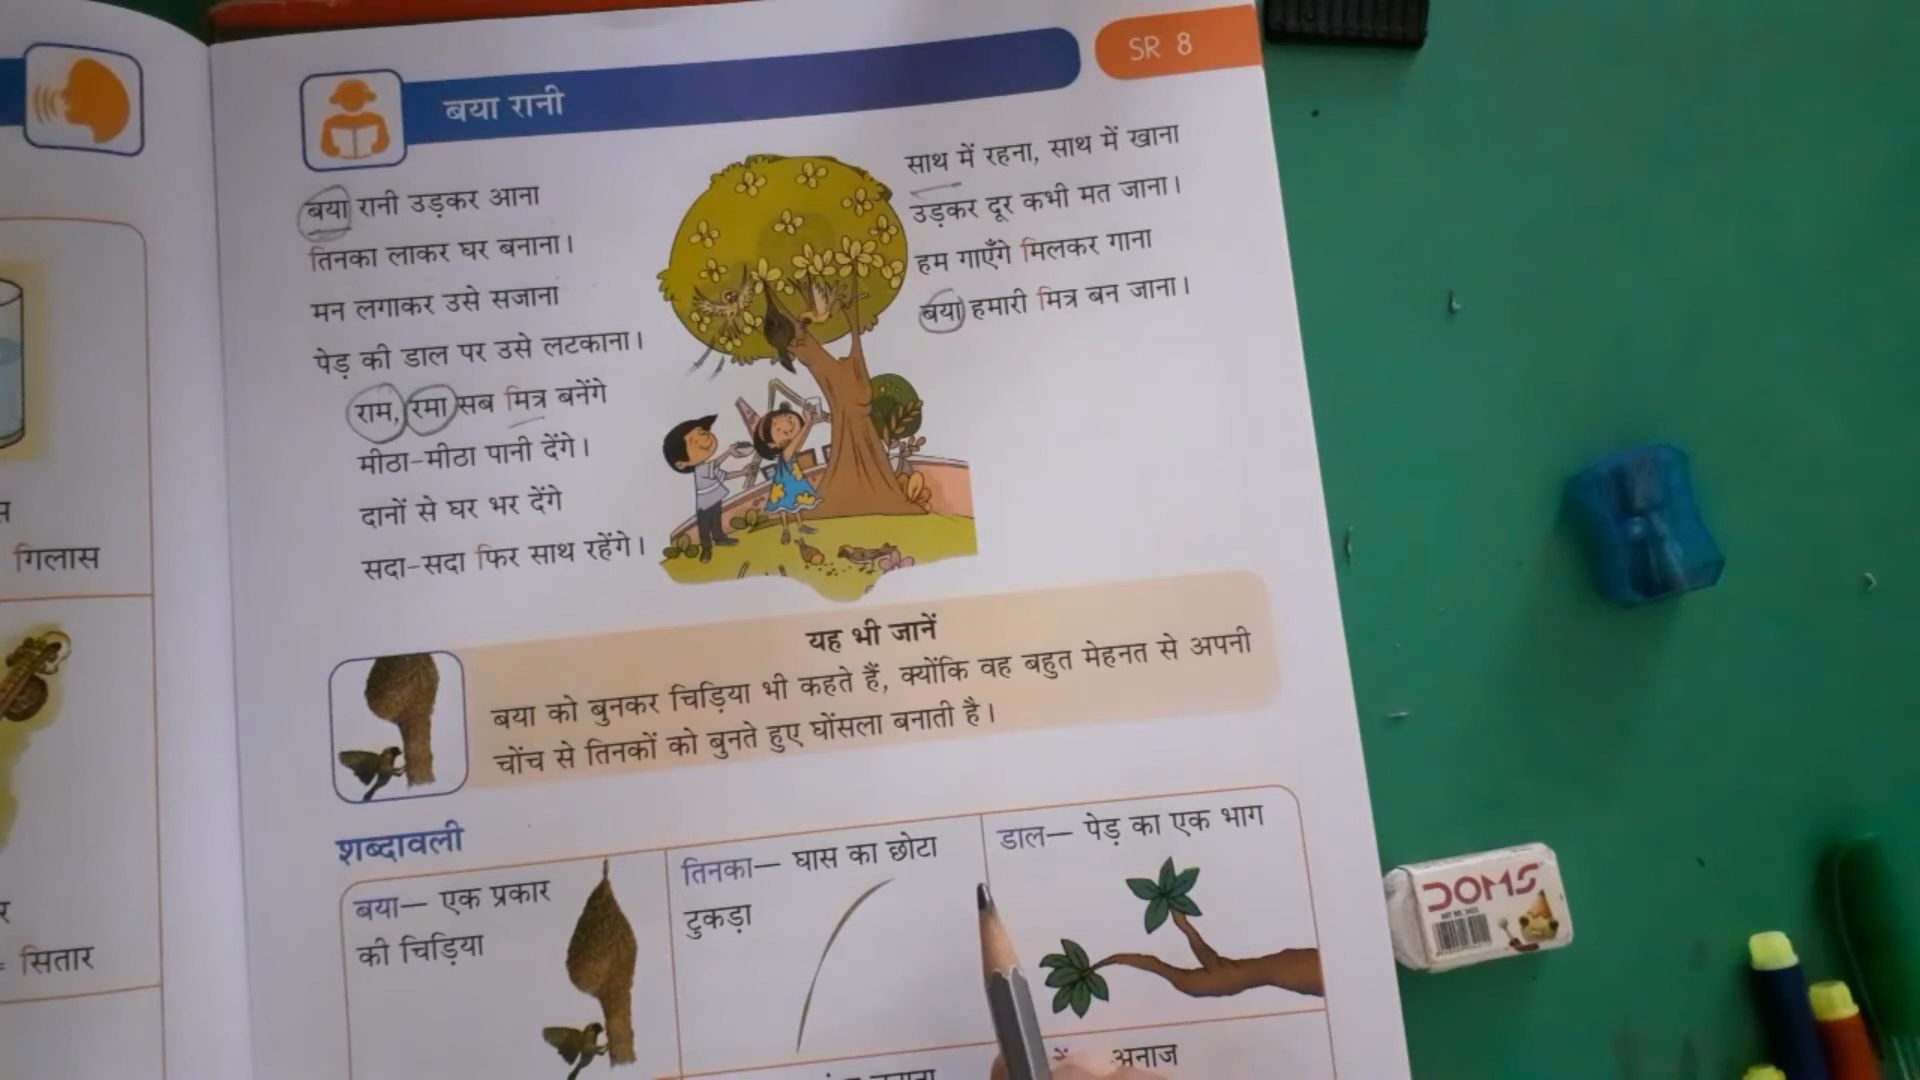 SR 8
बया रानी
बया रानी उड़कर आना
तिनका लाकर घर बनाना।
मन लगाकर उसे सजाना
पेड़ की डाल पर उसे लटकाना।
राम, रमा सब मित्र बनेंगे
मीठा-मीठा पानी देंगे।
दानों से घर भर देंगे
सदा-सदा फिर साथ रहेंगे।
साथ में रहना, साथ में खाना
उड़कर दूर कभी मत जाना।
हम गाएँगे मिलकर गाना
बया हमारी मित्र बन जाना।
यह भी जानें
बया को बुनकर चिड़िया भी कहते हैं, क्योंकि वह बहुत मेहनत से अपनी
चोंच से तिनकों को बुनते हुए घोंसला बनाती है।
शब्दावली
बया— एक प्रकार
की चिड़िया
तिनका— घास का छोटा
टुकड़ा
डाल— पेड़ का एक भाग
अनाज
गिलास
= सितार
DOMS